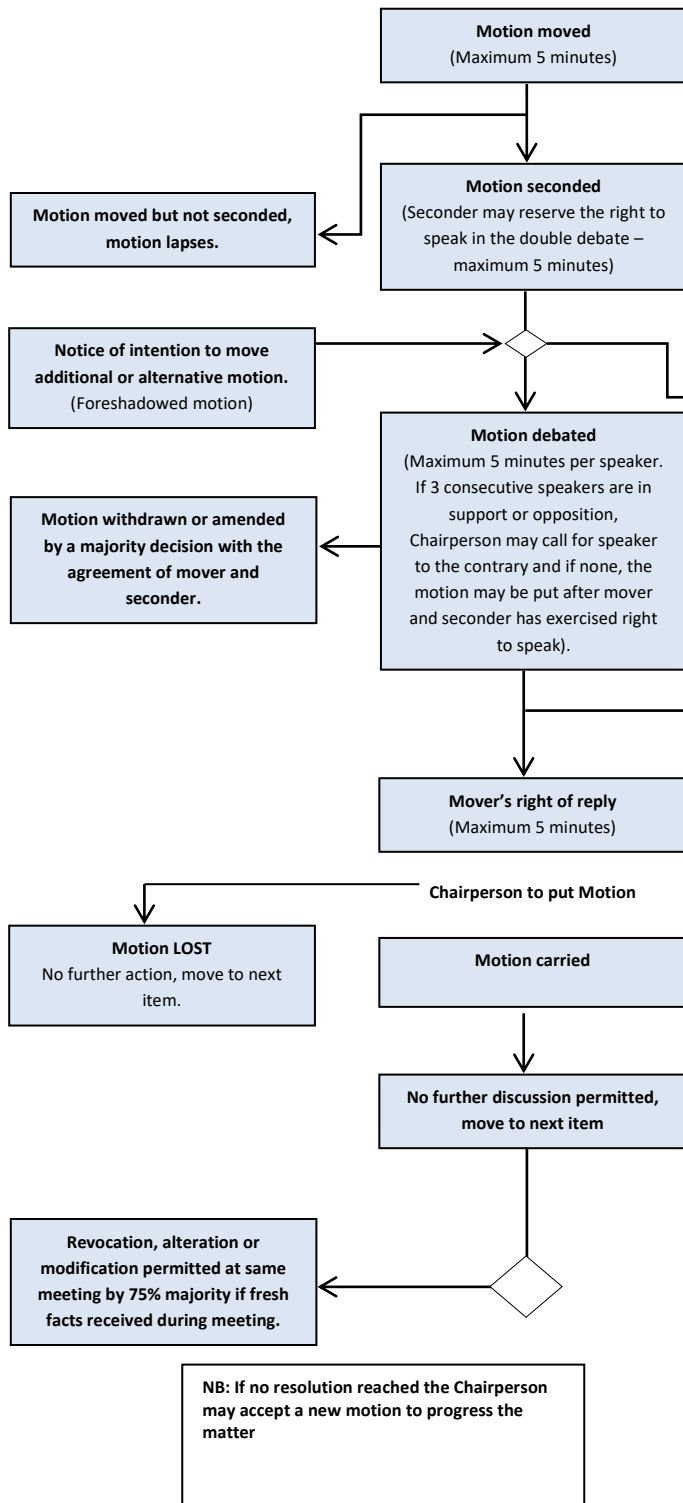 Motion moved
(Maximum 5 minutes)
Motion seconded
(Seconder may reserve the right to
speak in the double debate –
maximum 5 minutes)
Motion moved but not seconded,
motion lapses.
Notice of intention to move
additional or alternative motion.
(Foreshadowed motion)
Motion debated
(Maximum 5 minutes per speaker.
If 3 consecutive speakers are in
support or opposition,
Chairperson may call for speaker
to the contrary and if none, the
motion may be put after mover
and seconder has exercised right
to speak).
Motion withdrawn or amended
by a majority decision with the
agreement of mover and
seconder.
Mover’s right of reply
(Maximum 5 minutes)
Chairperson to put Motion
Motion LOST
No further action, move to next
item.
Motion carried
No further discussion permitted,
move to next item
Revocation, alteration or
modification permitted at same
meeting by 75% majority if fresh
facts received during meeting.
NB: If no resolution reached the Chairperson
may accept a new motion to progress the
matter